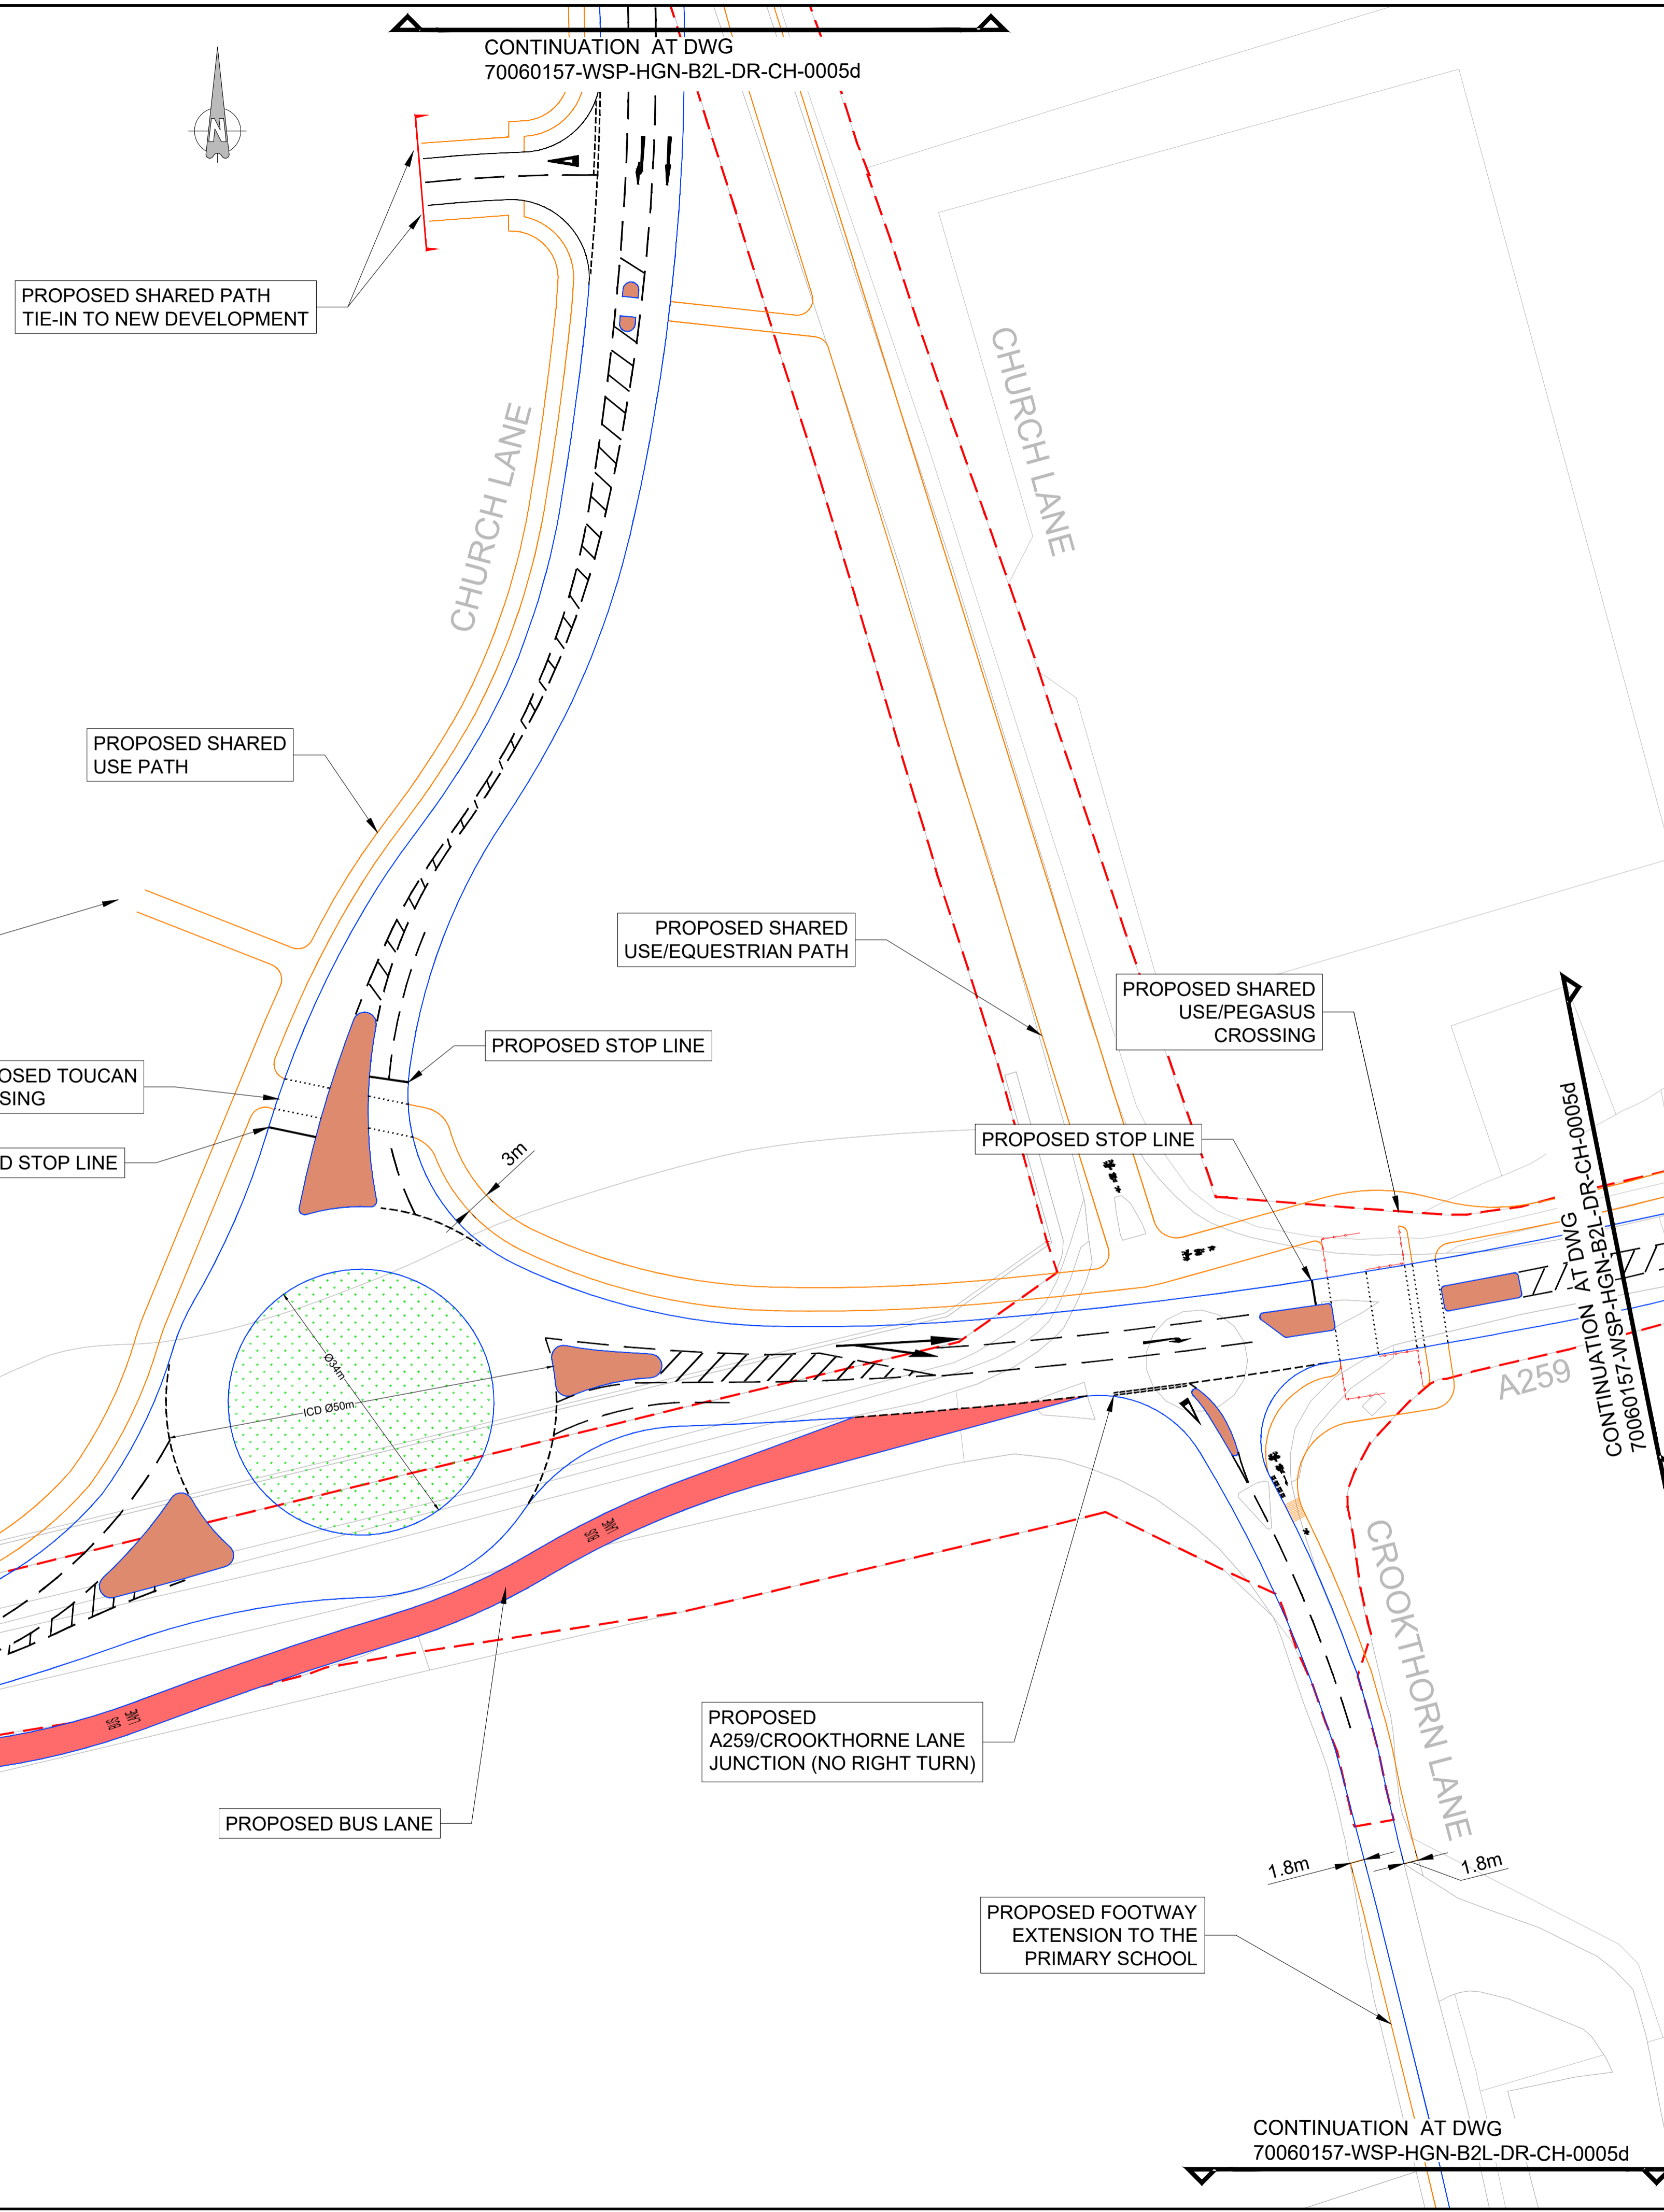 CONTINUATION AT DWG
70060157-WSP-HGN-B2L-DR-CH-0005d
N
PROPOSED SHARED PATH
TIE-IN TO NEW DEVELOPMENT
CHURCH LANE
CHURCH LANE
PROPOSED SHARED
USE PATH
PROPOSED SHARED
USE/EQUESTRIAN PATH
PROPOSED SHARED
USE/PEGASUS
CROSSING
PROPOSED STOP LINE
OSED TOUCAN
SING
D STOP LINE
3m
PROPOSED STOP LINE
CONTINUATION AT DWG
70060157-WSP-HGN-B2L-DR-CH-0005d
A259
Ø34m
ICD Ø50m
BUS
LANE
BUS
LANE
CROOKTHORN LANE
PROPOSED
A259/CROOKTHORNE LANE
JUNCTION (NO RIGHT TURN)
PROPOSED BUS LANE
1.8m
1.8m
PROPOSED FOOTWAY
EXTENSION TO THE
PRIMARY SCHOOL
CONTINUATION AT DWG
70060157-WSP-HGN-B2L-DR-CH-0005d